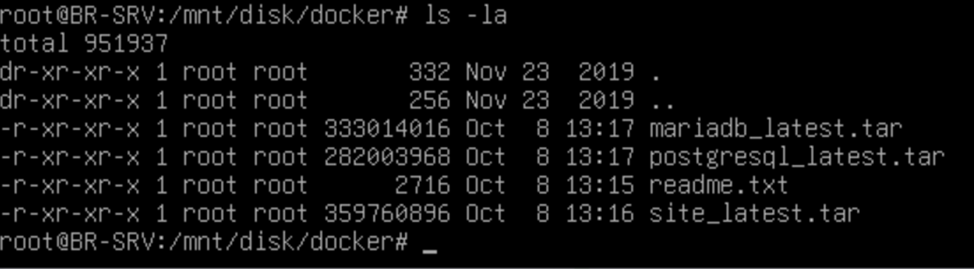 root@BR-SRV:/mnt/disk/docker# ls -la
total 951937
dr-xr-xr-x 1 root root       332 Nov 23  2019 .
dr-xr-xr-x 1 root root       256 Nov 23  2019 ..
-r-xr-xr-x 1 root root 333014016 Oct  8 13:17 mariadb_latest.tar
-r-xr-xr-x 1 root root 282003968 Oct  8 13:17 postgresql_latest.tar
-r-xr-xr-x 1 root root      2716 Oct  8 13:15 readme.txt
-r-xr-xr-x 1 root root 359760896 Oct  8 13:16 site_latest.tar
root@BR-SRV:/mnt/disk/docker# _